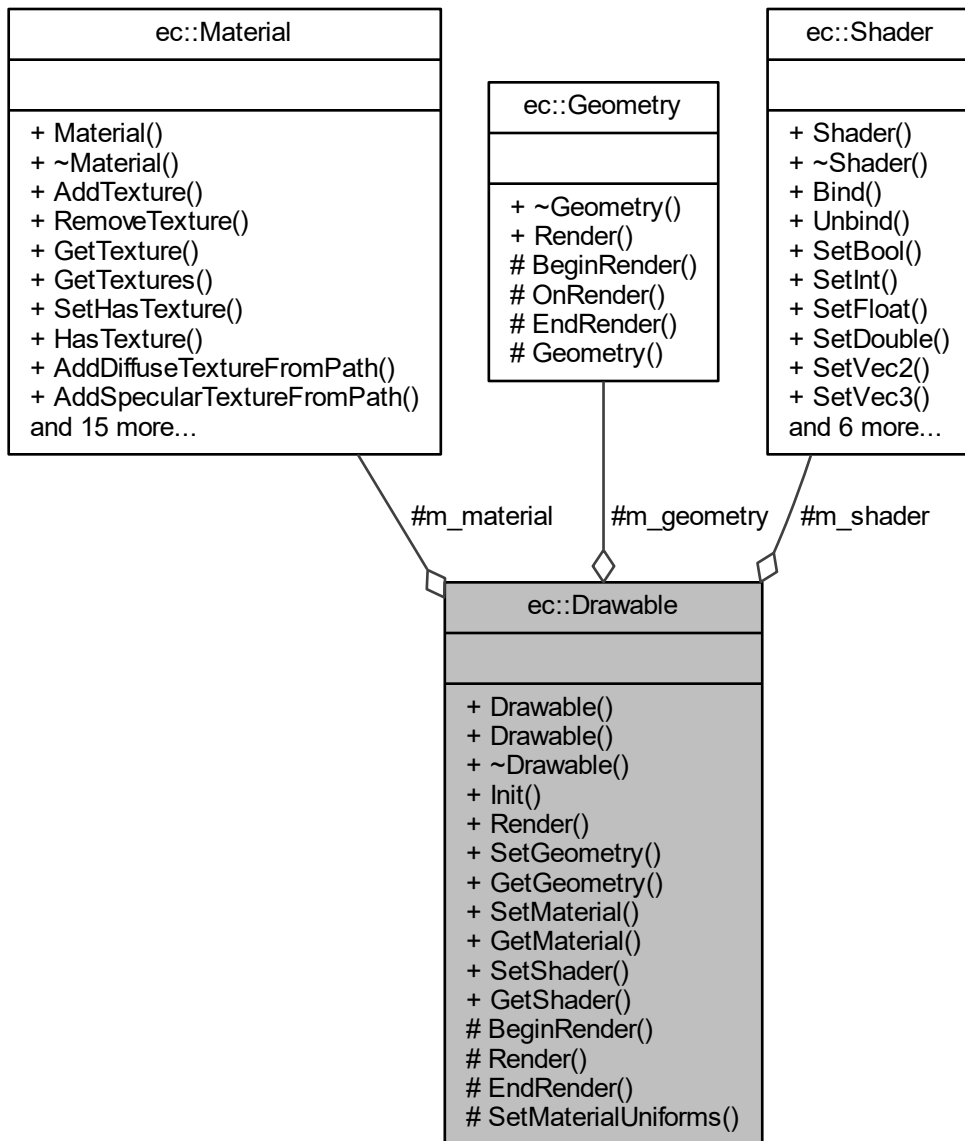 ec::Material
+ Material()
+ ~Material()
+ AddTexture()
+ RemoveTexture()
+ GetTexture()
+ GetTextures()
+ SetHasTexture()
+ HasTexture()
+ AddDiffuseTextureFromPath()
+ AddSpecularTextureFromPath()
and 15 more...
ec::Geometry
+ ~Geometry()
+ Render()
# BeginRender()
# OnRender()
# EndRender()
# Geometry()
ec::Shader
+ Shader()
+ ~Shader()
+ Bind()
+ Unbind()
+ SetBool()
+ SetInt()
+ SetFloat()
+ SetDouble()
+ SetVec2()
+ SetVec3()
and 6 more...
#m_material
#m_geometry
#m_shader
ec::Drawable
+ Drawable()
+ Drawable()
+ ~Drawable()
+ Init()
+ Render()
+ SetGeometry()
+ GetGeometry()
+ SetMaterial()
+ GetMaterial()
+ SetShader()
+ GetShader()
# BeginRender()
# Render()
# EndRender()
# SetMaterialUniforms()